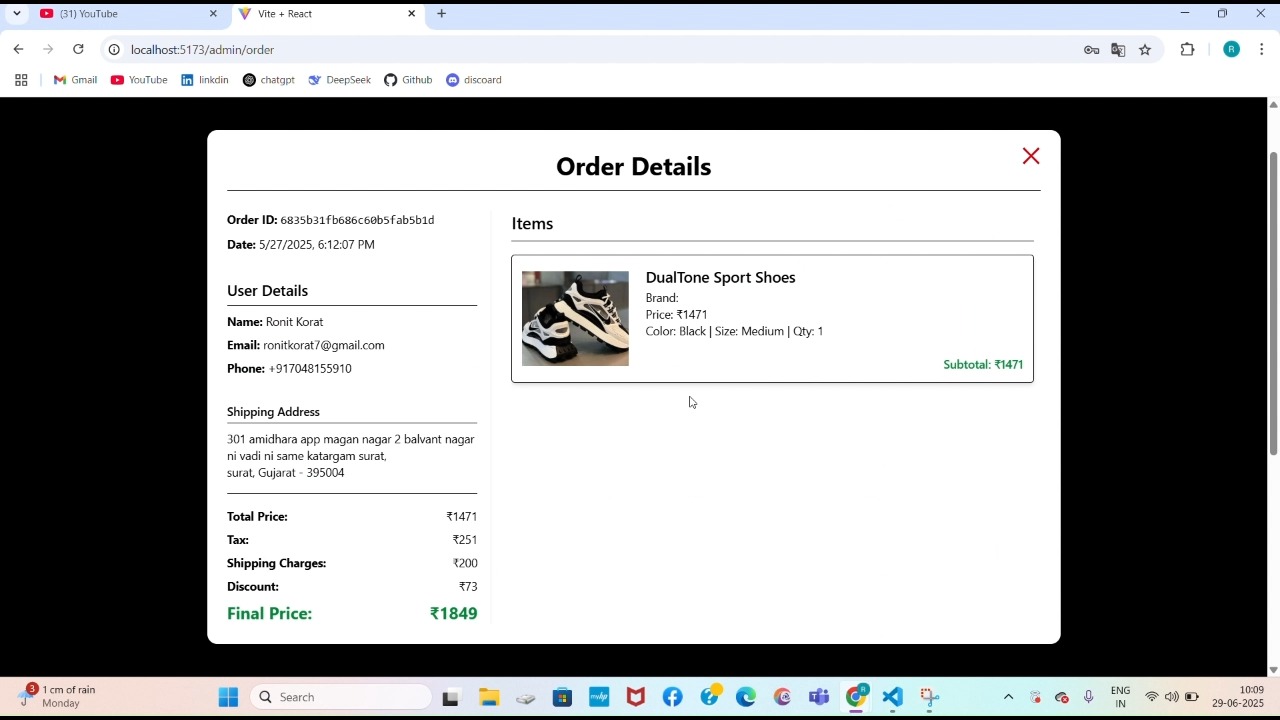 (31) YouTube
Vite + React
localhost:5173/admin/order
R
Gmail
YouTube
linkdin
chatgpt
DeepSeek
Github
discoard
Order Details
Order ID: 6835b31fb686c60b5fab5b1d
Date: 5/27/2025, 6:12:07 PM
User Details
Name: Ronit Korat
Email: ronitkorat7@gmail.com
Phone: +917048155910
Shipping Address
301 amidhara app magan nagar 2 balvant nagar
ni vadi ni same katargam surat,
surat, Gujarat - 395004
Total Price: ₹1471
Tax: ₹251
Shipping Charges: ₹200
Discount: ₹73
Final Price: ₹1849
Items
DualTone Sport Shoes
Brand:
Price: ₹1471
Color: Black | Size: Medium | Qty: 1
Subtotal: ₹1471
3
1 cm of rain
Monday
Search
ENG
IN
10:09
29-06-2025